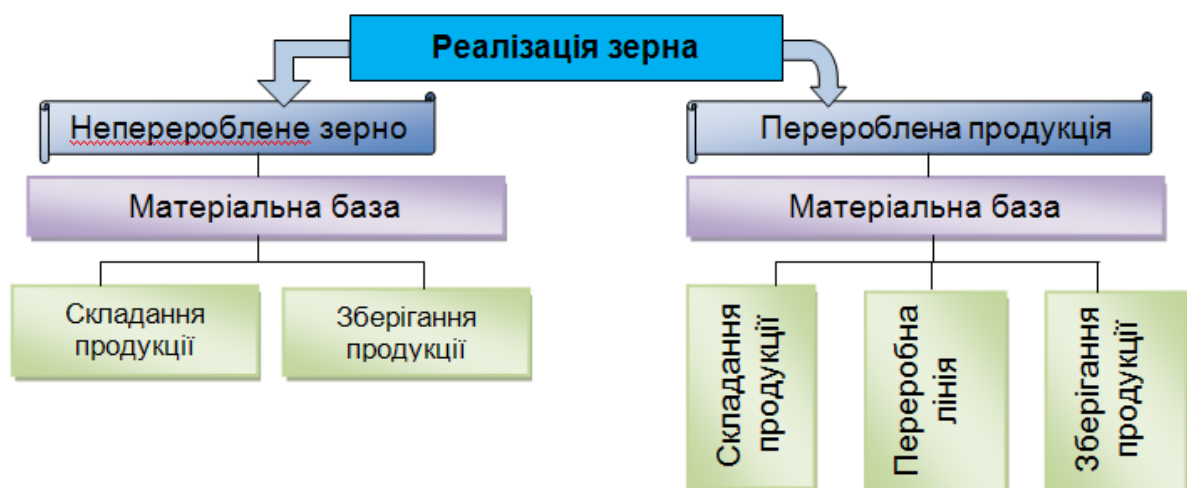 Реалізація зерна
Неперероблене зерно
Перероблена продукція
Матеріальна база
Матеріальна база
Складання
продукції
Зберігання
продукції
Складання
продукції
Переробна
лінія
Зберігання
продукції